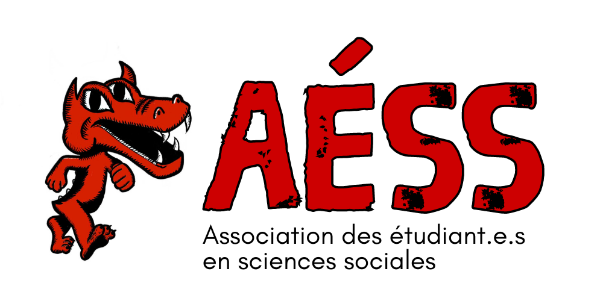 AÉSS
Association des étudiant.e.s
en sciences sociales